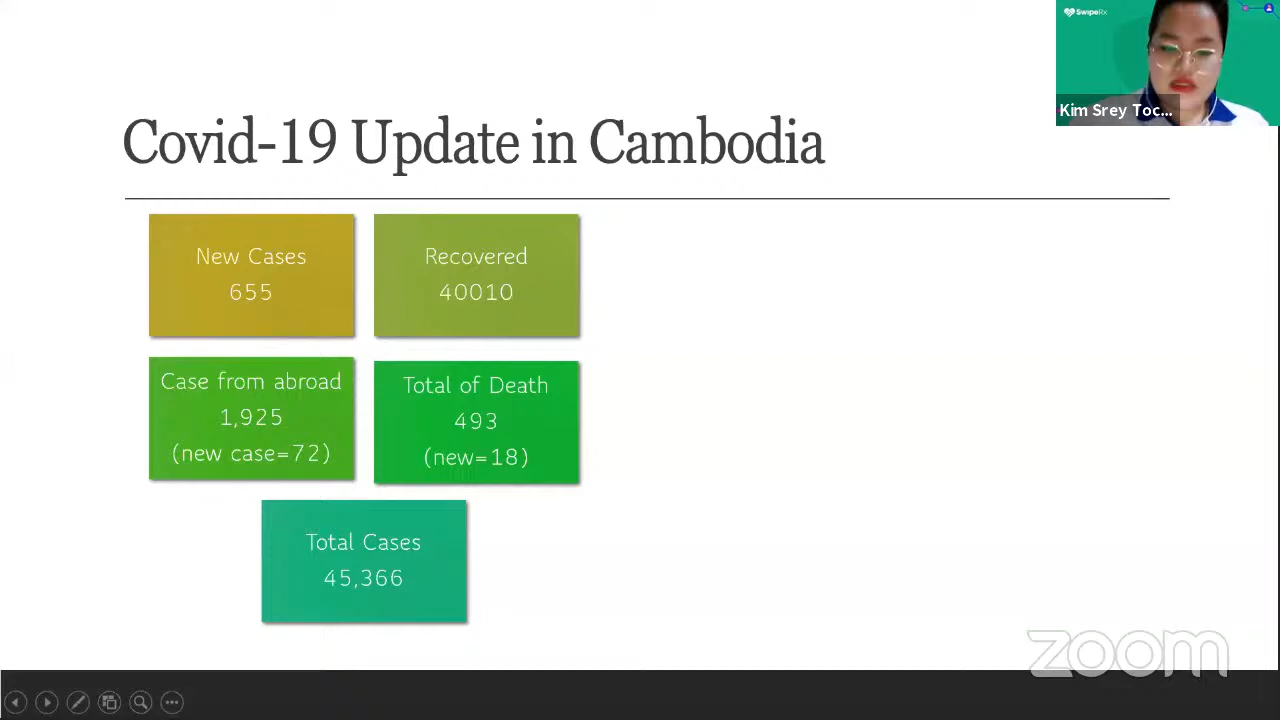 SwipeRx
Kim Srey Toc...
Covid-19 Update in Cambodia
New Cases
655
Recovered
40010
Case from abroad
1,925
(new case=72)
Total of Death
493
(new=18)
Total Cases
45,366
zoom